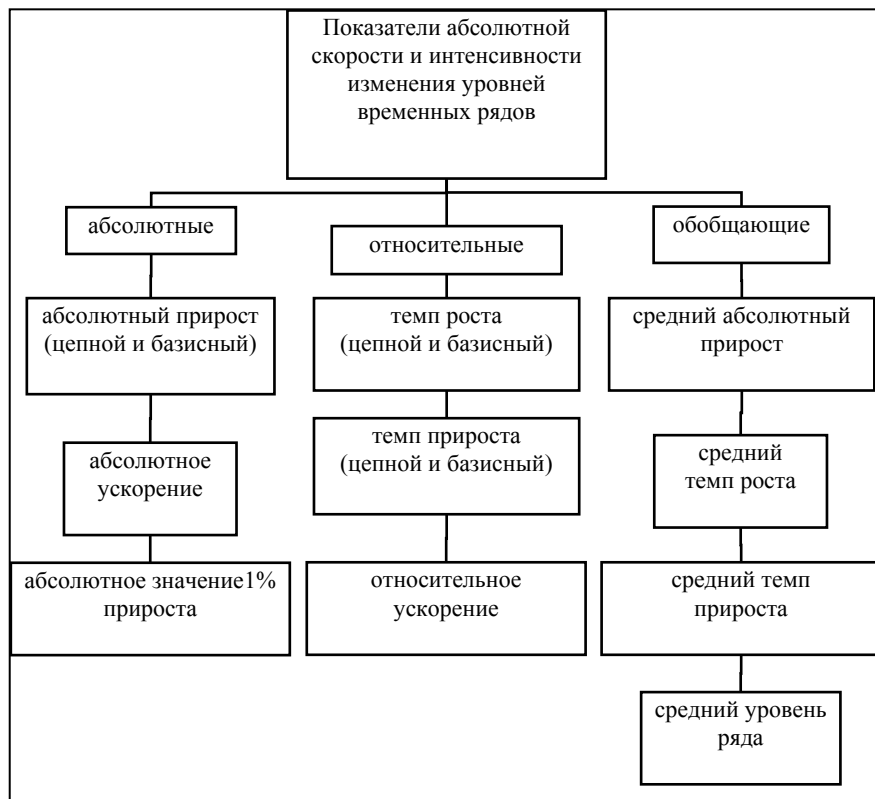 Показатели абсолютной
скорости и интенсивности
изменения уровней
временных рядов
абсолютные
относительные
обобщающие
абсолютный прирост
(цепной и базисный)
темп роста
(цепной и базисный)
средний абсолютный
прирост
абсолютное
ускорение
темп прироста
(цепной и базисный)
средний
темп роста
абсолютное значение1%
прироста
относительное
ускорение
средний темп
прироста
средний уровень
ряда